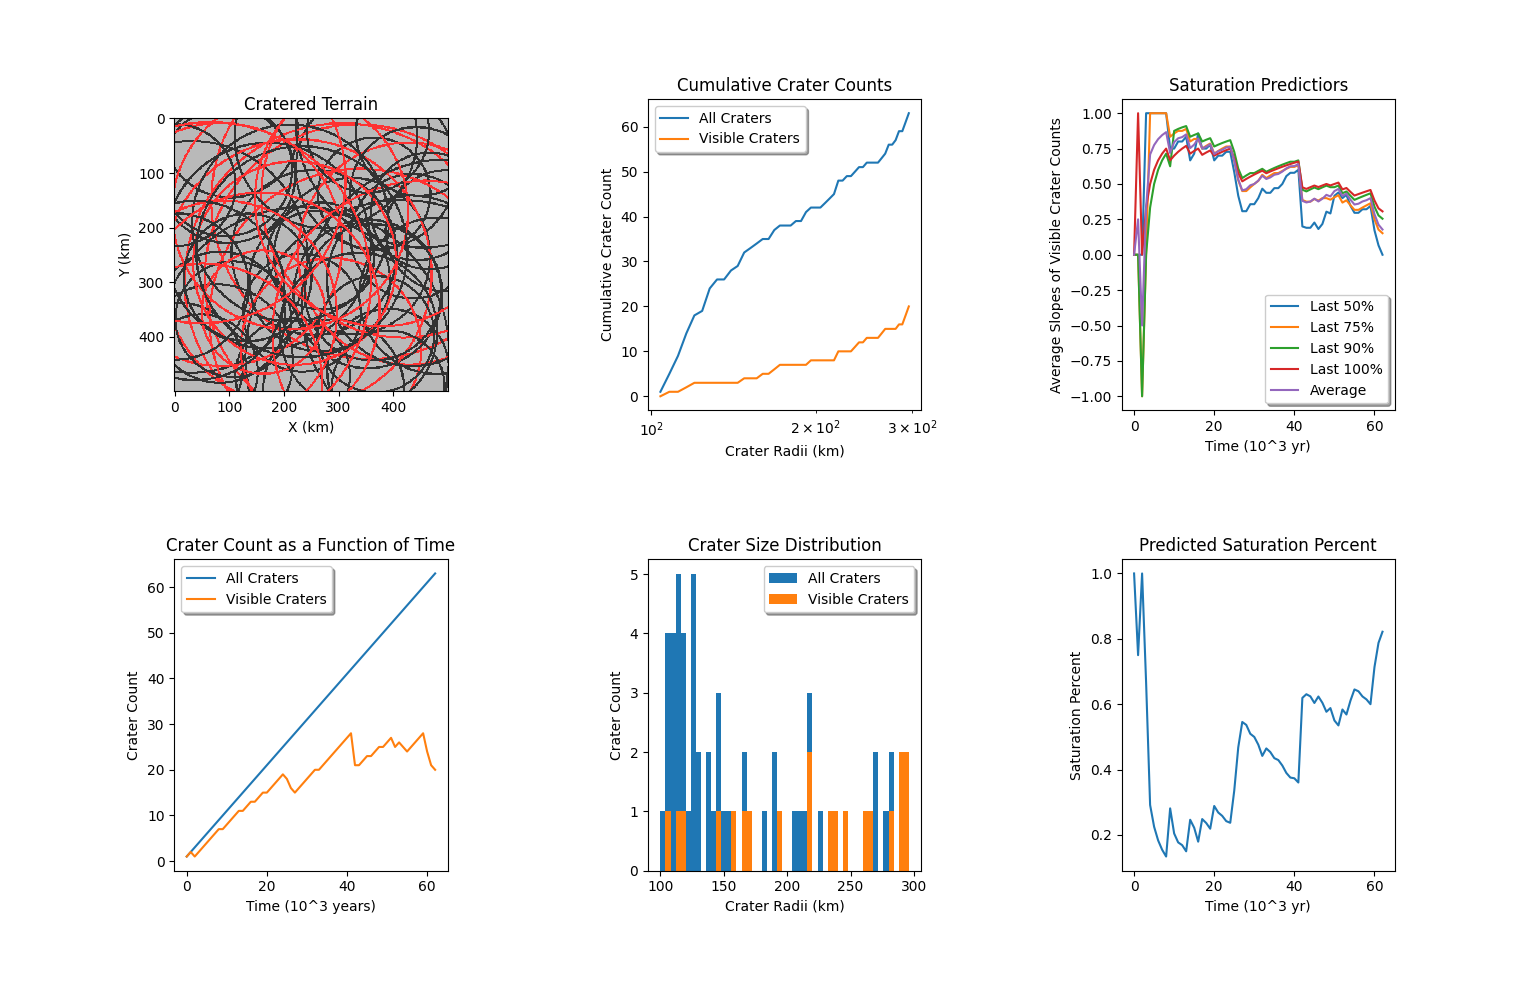 Cratered Terrain
0
100
200
300
400
Y (km)
0 100 200 300 400
X (km)
Cumulative Crater Counts
All Craters
Visible Craters
60
50
40
30
20
10
0
Cumulative Crater Count
10² 2 × 10² 3 × 10²
Crater Radii (km)
Saturation Predictiors
1.00
0.75
0.50
0.25
0.00
−0.25
−0.50
−0.75
−1.00
Average Slopes of Visible Crater Counts
Last 50%
Last 75%
Last 90%
Last 100%
Average
0 20 40 60
Time (10^3 yr)
Crater Count as a Function of Time
All Craters
Visible Craters
60
50
40
30
20
10
0
Crater Count
0 20 40 60
Time (10^3 years)
Crater Size Distribution
All Craters
Visible Craters
5
4
3
2
1
0
Crater Count
100 150 200 250 300
Crater Radii (km)
Predicted Saturation Percent
1.0
0.8
0.6
0.4
0.2
Saturation Percent
0 20 40 60
Time (10^3 yr)